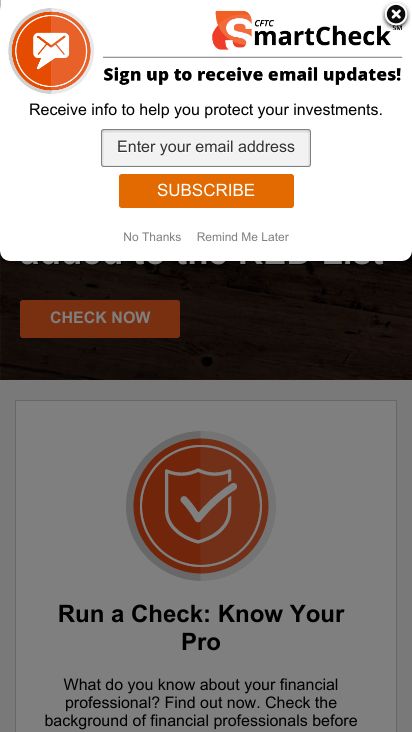 CFTC
SmartCheck SM
Sign up to receive email updates!
Receive info to help you protect your investments.
Enter your email address
SUBSCRIBE
No Thanks Remind Me Later
added to the RED List
CHECK NOW
Run a Check: Know Your
Pro
What do you know about your financial
professional? Find out now. Check the
background of financial professionals before